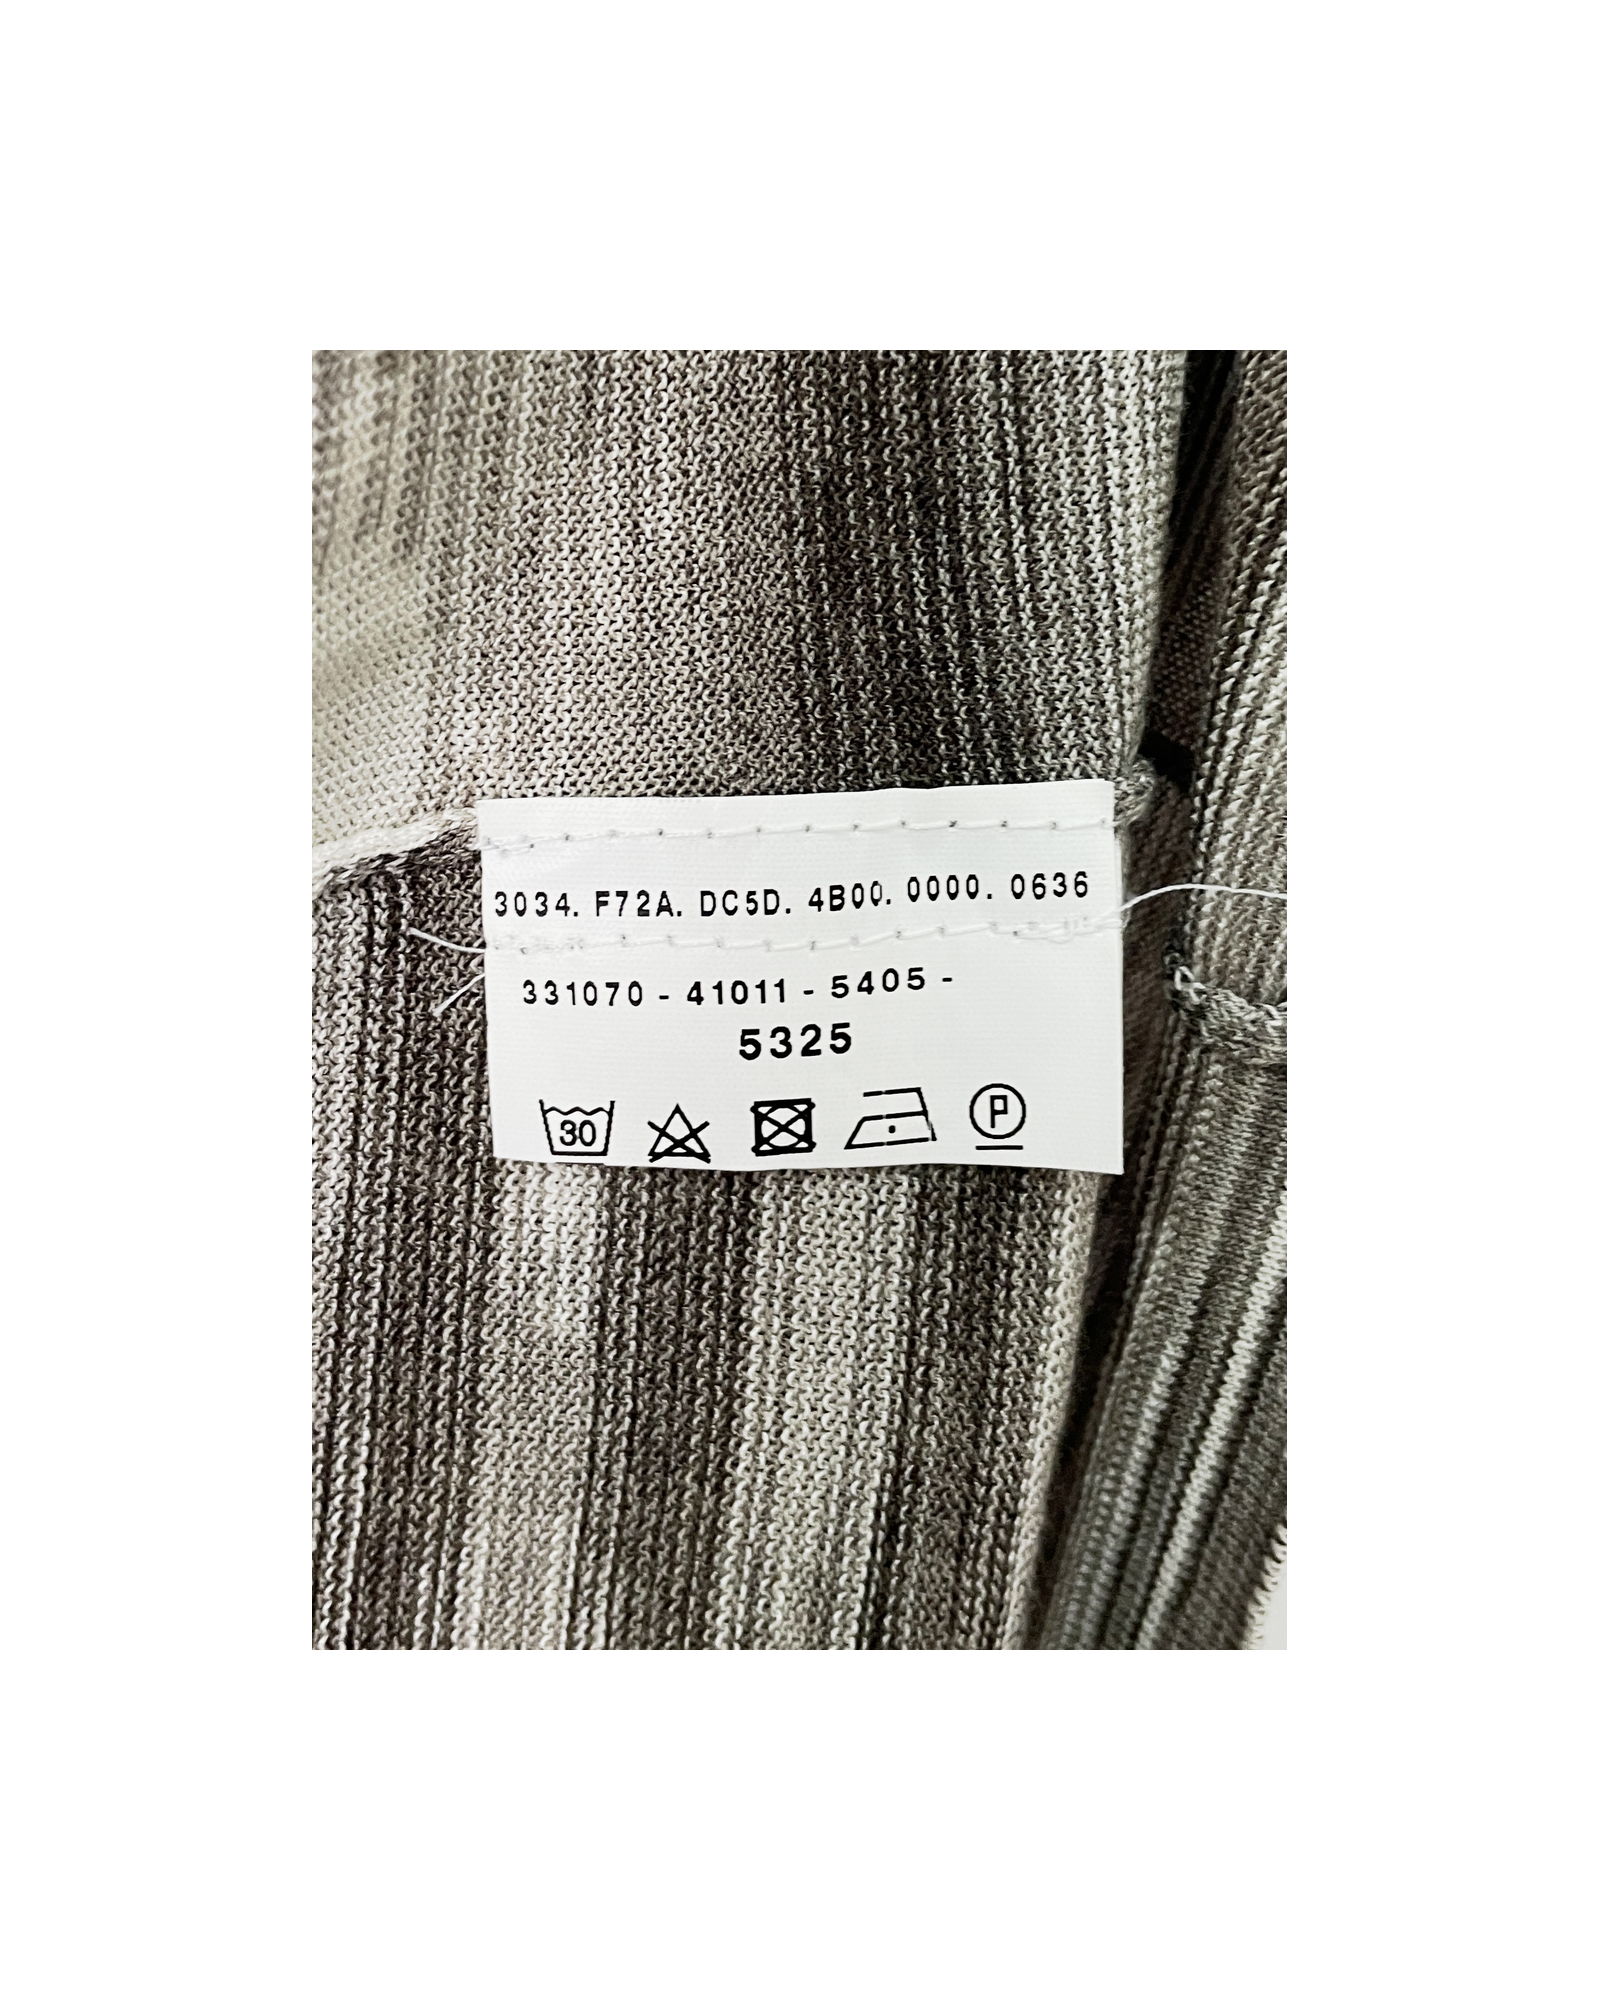 3034. F72A. DC5D. 4B00. 0000. 0636
331070 - 41011 - 5405 -
5325
30 P